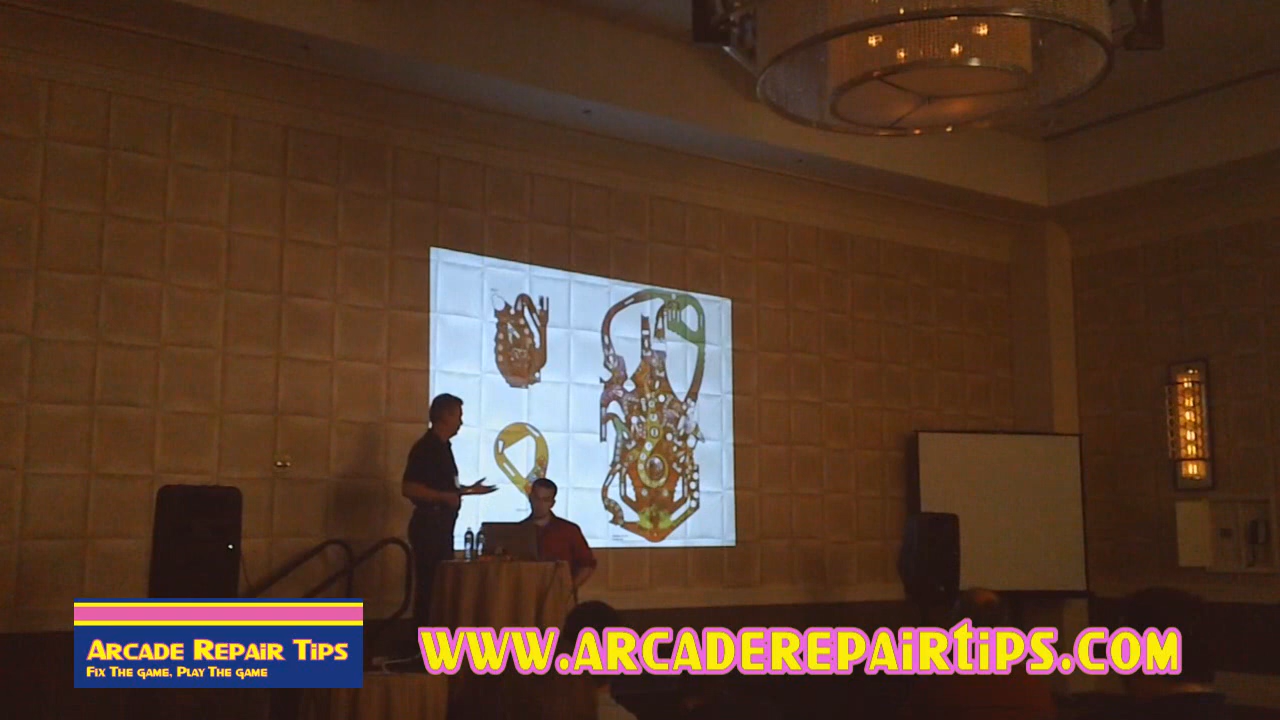 Arcade Repair Tips
Fix The game, Play The game
www.arcaderepairtips.com